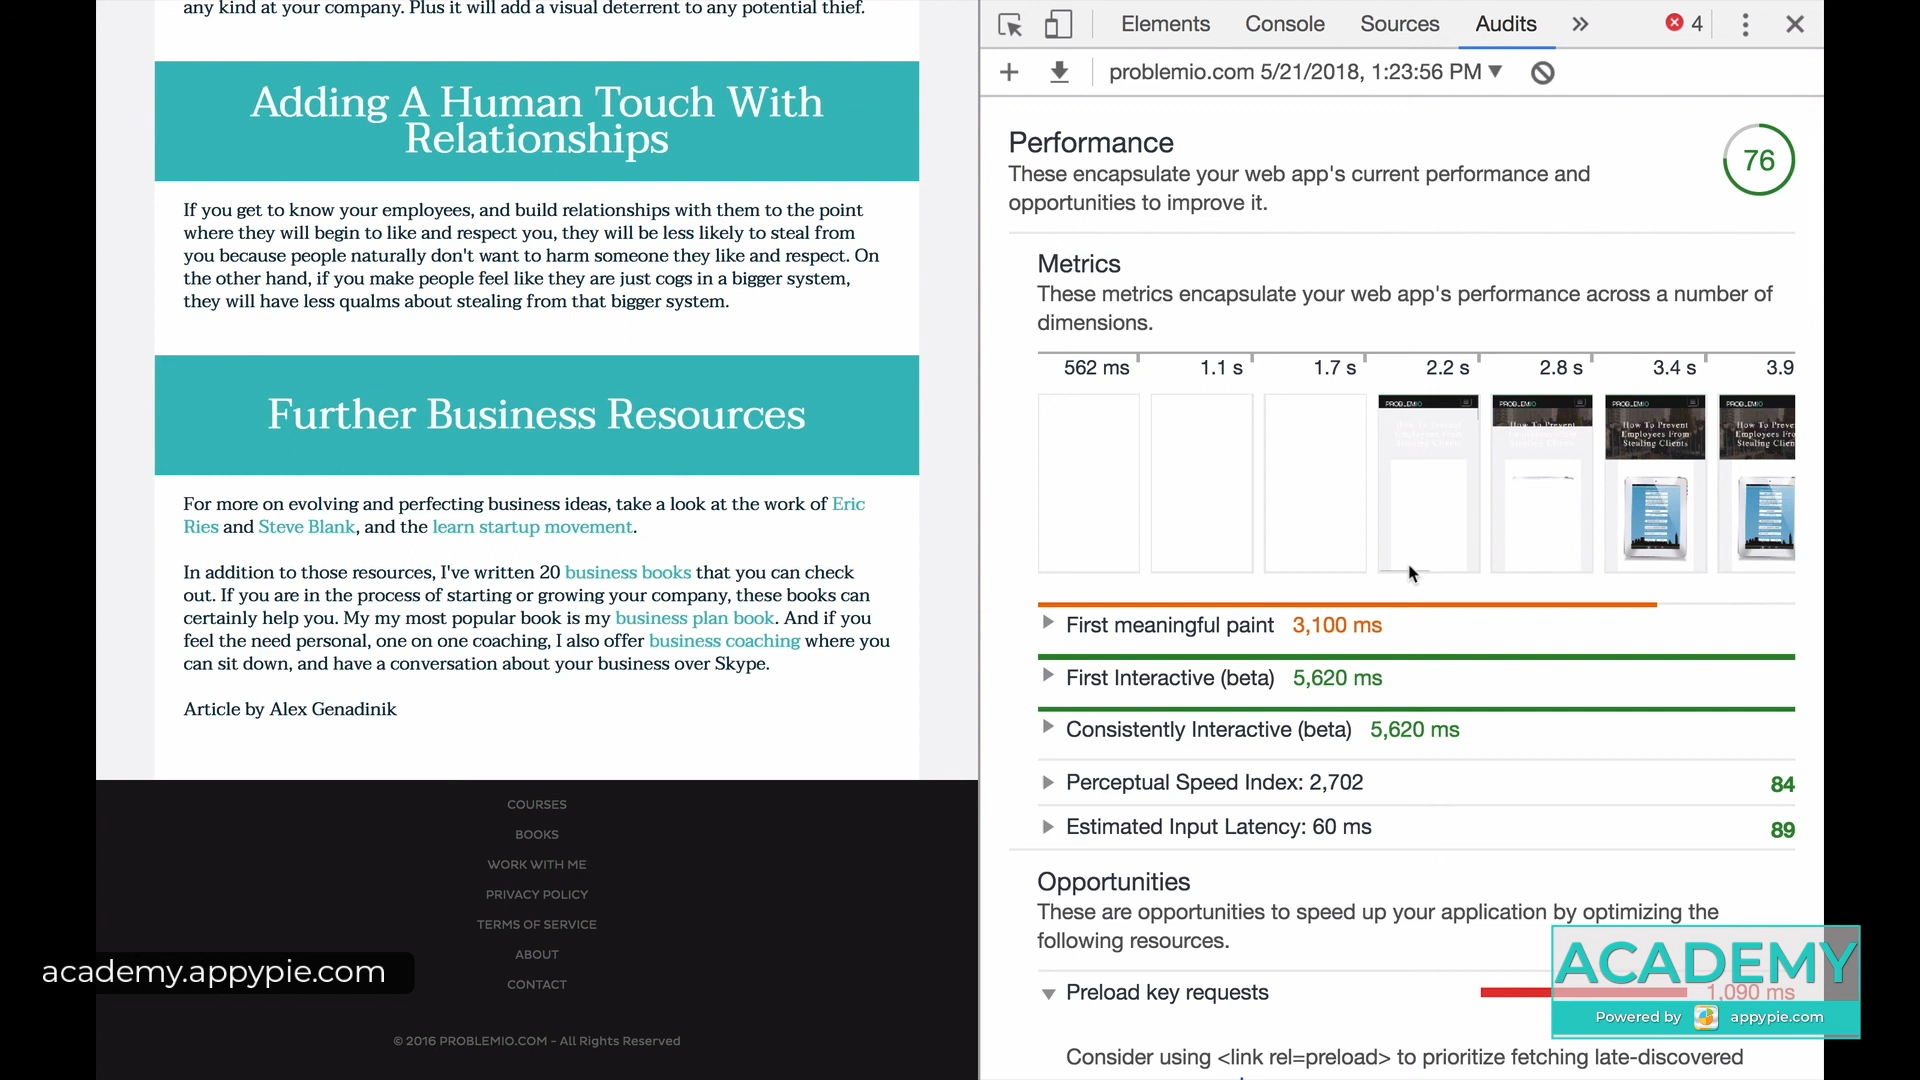 any kind at your company. Plus it will add a visual deterrent to any potential thief.
Adding A Human Touch With
Relationships
If you get to know your employees, and build relationships with them to the point
where they will begin to like and respect you, they will be less likely to steal from
you because people naturally don't want to harm someone they like and respect. On
the other hand, if you make people feel like they are just cogs in a bigger system,
they will have less qualms about stealing from that bigger system.
Further Business Resources
For more on evolving and perfecting business ideas, take a look at the work of Eric
Ries and Steve Blank, and the learn startup movement.
In addition to those resources, I've written 20 business books that you can check
out. If you are in the process of starting or growing your company, these books can
certainly help you. My my most popular book is my business plan book. And if you
feel the need personal, one on one coaching, I also offer business coaching where you
can sit down, and have a conversation about your business over Skype.
Article by Alex Genadinik
COURSES
BOOKS
WORK WITH ME
PRIVACY POLICY
TERMS OF SERVICE
ABOUT
CONTACT
© 2016 PROBLEMIO.COM - All Rights Reserved
academy.appypie.com
Elements Console Sources Audits » 4
problemio.com 5/21/2018, 1:23:56 PM
Performance
76
These encapsulate your web app's current performance and
opportunities to improve it.
Metrics
These metrics encapsulate your web app's performance across a number of
dimensions.
562 ms 1.1 s 1.7 s 2.2 s 2.8 s 3.4 s 3.9
PROBLEMIO PROBLEMIO PROBLEMIO PROBLEMIO
How To Prevent
Employees From
Stealing Clients
First meaningful paint 3,100 ms
First Interactive (beta) 5,620 ms
Consistently Interactive (beta) 5,620 ms
Perceptual Speed Index: 2,702 84
Estimated Input Latency: 60 ms 89
Opportunities
These are opportunities to speed up your application by optimizing the
following resources.
Preload key requests 1,090 ms
Consider using <link rel=preload> to prioritize fetching late-discovered
ACADEMY
Powered by appypie.com